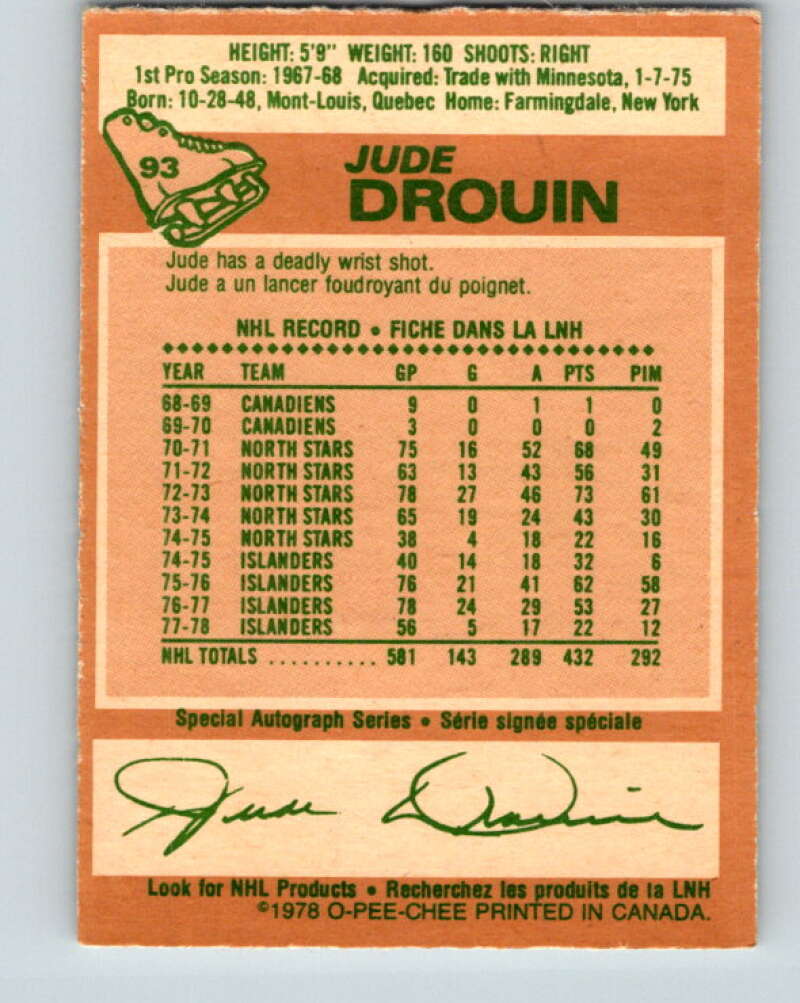 HEIGHT: 5'9" WEIGHT: 160 SHOOTS: RIGHT
1st Pro Season: 1967-68 Acquired: Trade with Minnesota, 1-7-75
Born: 10-28-48, Mont-Louis, Quebec Home: Farmingdale, New York
93
JUDE
DROUIN
Jude has a deadly wrist shot.
Jude a un lancer foudroyant du poignet.
NHL RECORD • FICHE DANS LA LNH
YEAR TEAM GP G A PTS PIM
68-69 CANADIENS 9 0 1 1 0
69-70 CANADIENS 3 0 0 0 2
70-71 NORTH STARS 75 16 52 68 49
71-72 NORTH STARS 63 13 43 56 31
72-73 NORTH STARS 78 27 46 73 61
73-74 NORTH STARS 65 19 24 43 30
74-75 NORTH STARS 38 4 18 22 16
74-75 ISLANDERS 40 14 18 32 6
75-76 ISLANDERS 76 21 41 62 58
76-77 ISLANDERS 78 24 29 53 27
77-78 ISLANDERS 56 5 17 22 12
NHL TOTALS .......... 581 143 289 432 292
Special Autograph Series • Série signée spéciale
Jude Drouin
Look for NHL Products • Recherchez les produits de la LNH
©1978 O-PEE-CHEE PRINTED IN CANADA.